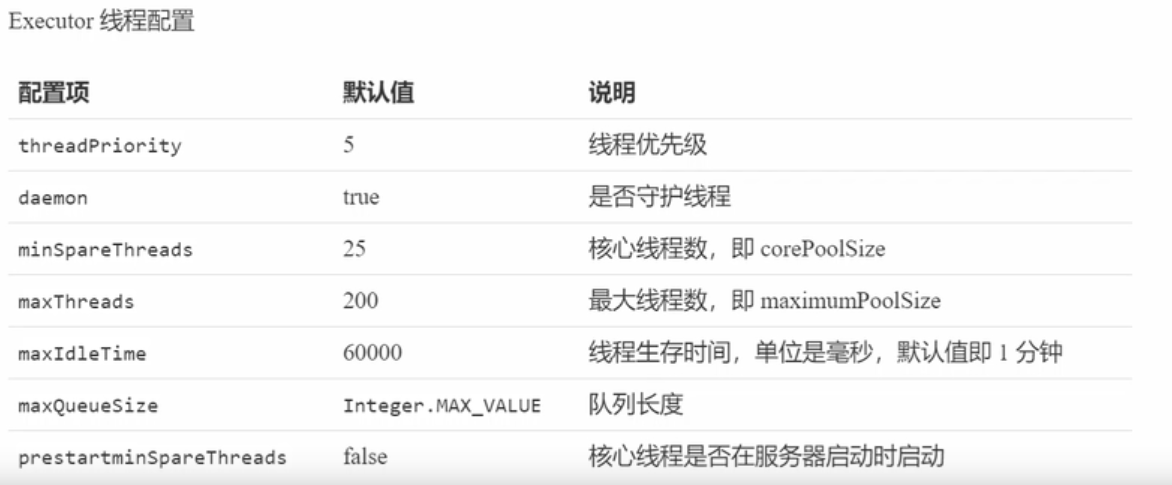 Executor 线程配置
配置项 默认值 说明
threadPriority 5 线程优先级
daemon true 是否守护线程
minSpareThreads 25 核心线程数，即 corePoolSize
maxThreads 200 最大线程数，即 maximumPoolSize
maxIdleTime 60000 线程生存时间，单位是毫秒，默认值即 1 分钟
maxQueueSize Integer.MAX_VALUE 队列长度
prestartminSpareThreads false 核心线程是否在服务器启动时启动